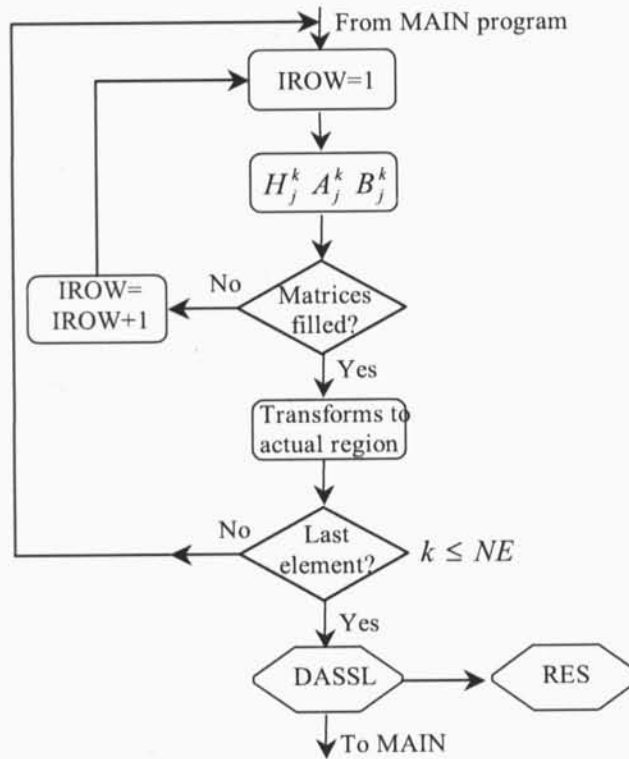 From MAIN program
IROW=1
H_j^k A_j^k B_j^k
No
IROW=
IROW+1
Matrices
filled?
Yes
Transforms to
actual region
No
Last
element?
k ≤ NE
Yes
DASSL
RES
To MAIN